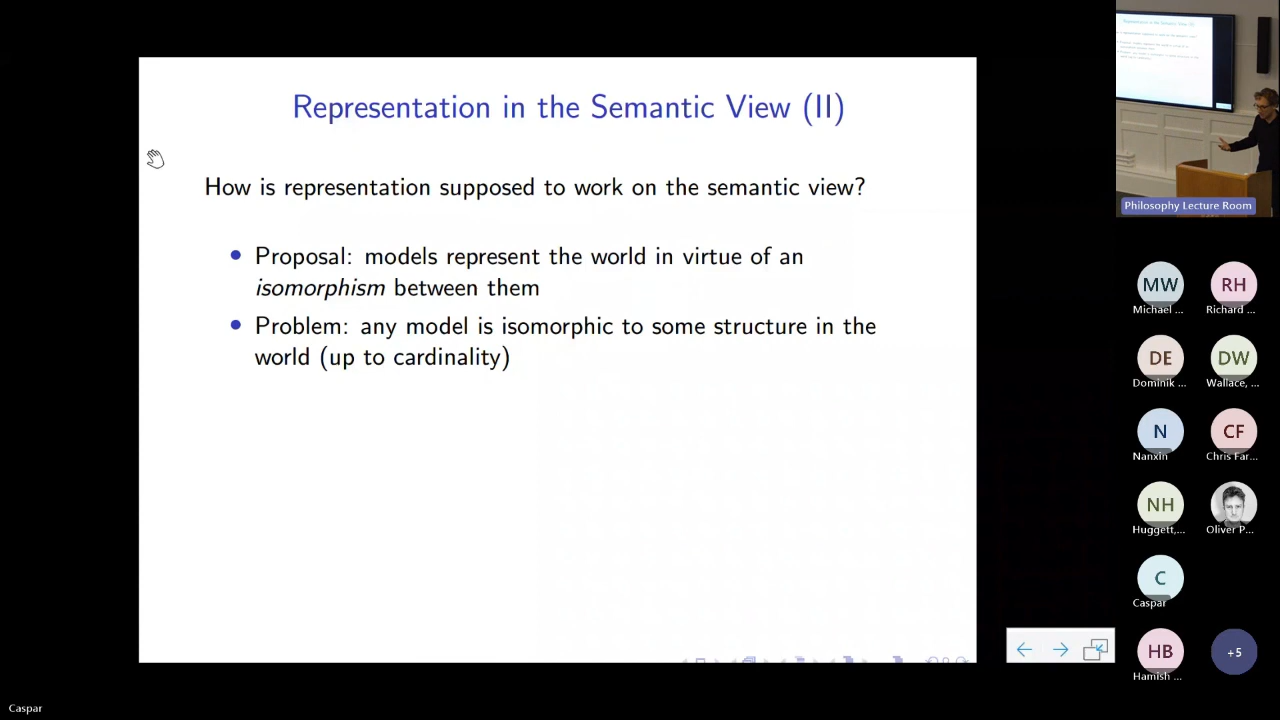 Representation in the Semantic View (II)
How is representation supposed to work on the semantic view?
Proposal: models represent the world in virtue of an
isomorphism between them
Problem: any model is isomorphic to some structure in the
world (up to cardinality)
Philosophy Lecture Room
MW
Michael ...
RH
Richard ...
DE
Dominik ...
DW
Wallace, ...
N
Nanxin
CF
Chris Far...
NH
Huggett,...
Oliver P...
C
Caspar
HB
Hamish ...
+5
Caspar